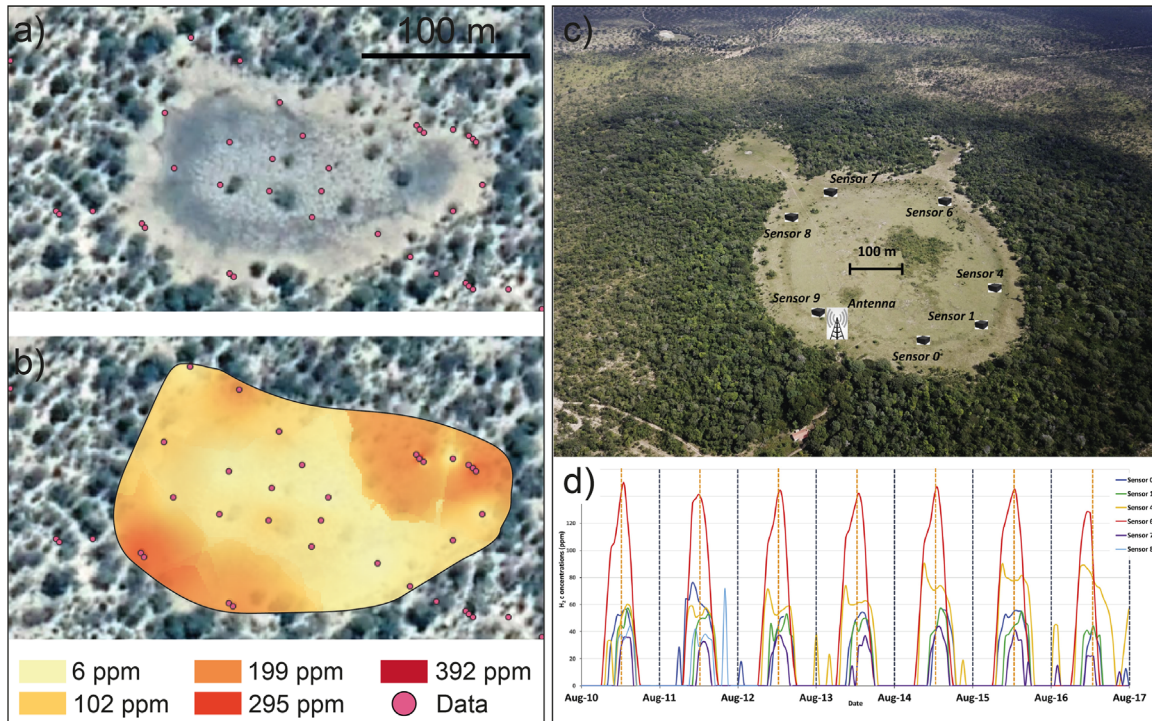 a)
100 m
b)
6 ppm
199 ppm
392 ppm
102 ppm
295 ppm
Data
c)
Sensor 7
Sensor 6
Sensor 8
100 m
Sensor 4
Sensor 9
Antenna
Sensor 1
Sensor 0
d)
H₂ concentrations (ppm)
120
100
80
60
40
20
0
Aug-10
Aug-11
Aug-12
Aug-13
Aug-14
Aug-15
Aug-16
Aug-17
Date
Sensor 0
Sensor 1
Sensor 4
Sensor 6
Sensor 7
Sensor 8